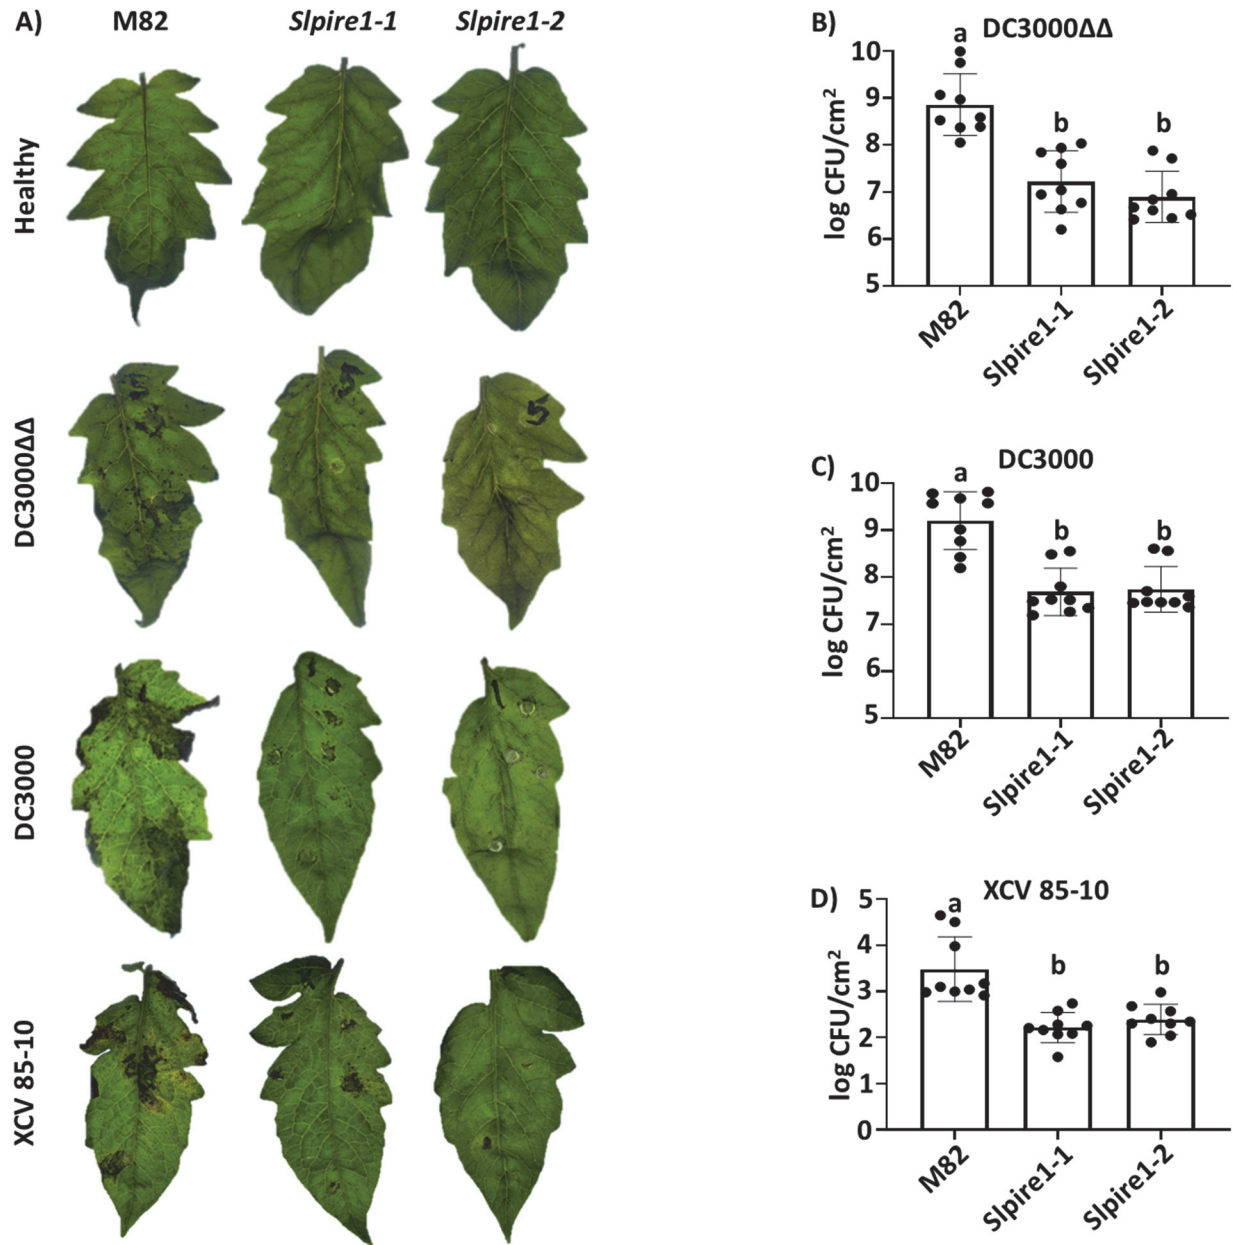 A) M82 Slpire1-1 Slpire1-2
Healthy
DC3000ΔΔ
DC3000
XCV 85-10
B) DC3000ΔΔ
a
b b
log CFU/cm²
10
9
8
7
6
5
M82 Slpire1-1 Slpire1-2
C) DC3000
a
b b
log CFU/cm²
10
9
8
7
6
5
M82 Slpire1-1 Slpire1-2
D) XCV 85-10
a
b b
log CFU/cm²
5
4
3
2
1
0
M82 Slpire1-1 Slpire1-2